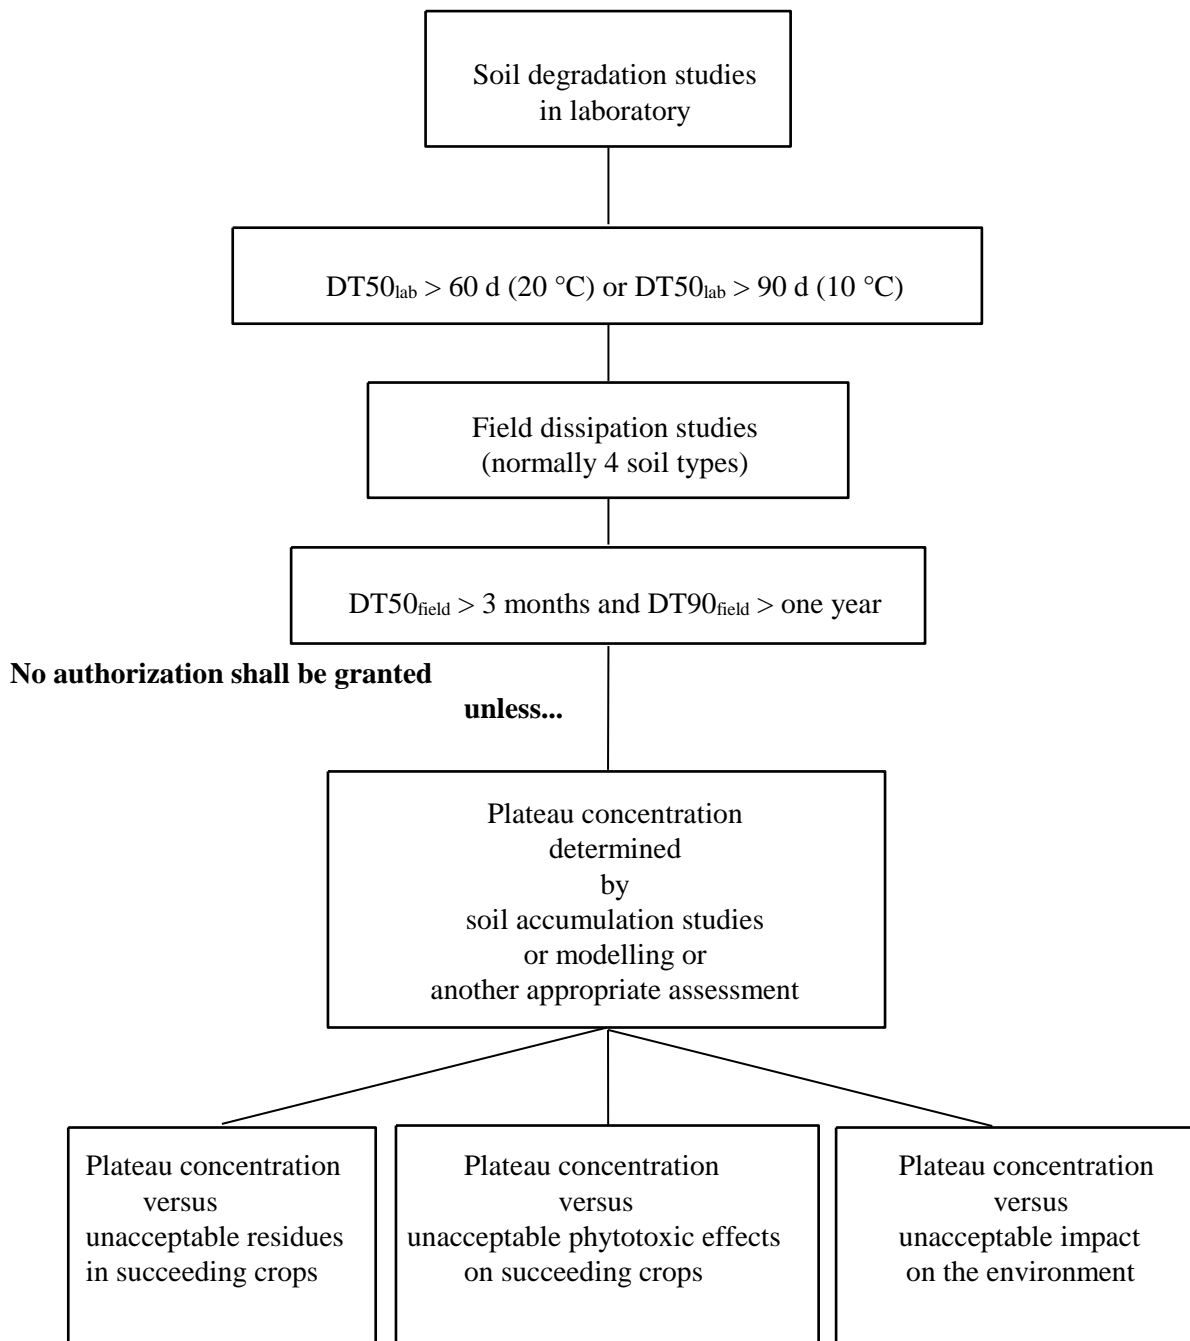 Soil degradation studies
in laboratory
DT50lab > 60 d (20 °C) or DT50lab > 90 d (10 °C)
Field dissipation studies
(normally 4 soil types)
DT50field > 3 months and DT90field > one year
No authorization shall be granted
unless...
Plateau concentration
determined
by
soil accumulation studies
or modelling or
another appropriate assessment
Plateau concentration
versus
unacceptable residues
in succeeding crops
Plateau concentration
versus
unacceptable phytotoxic effects
on succeeding crops
Plateau concentration
versus
unacceptable impact
on the environment